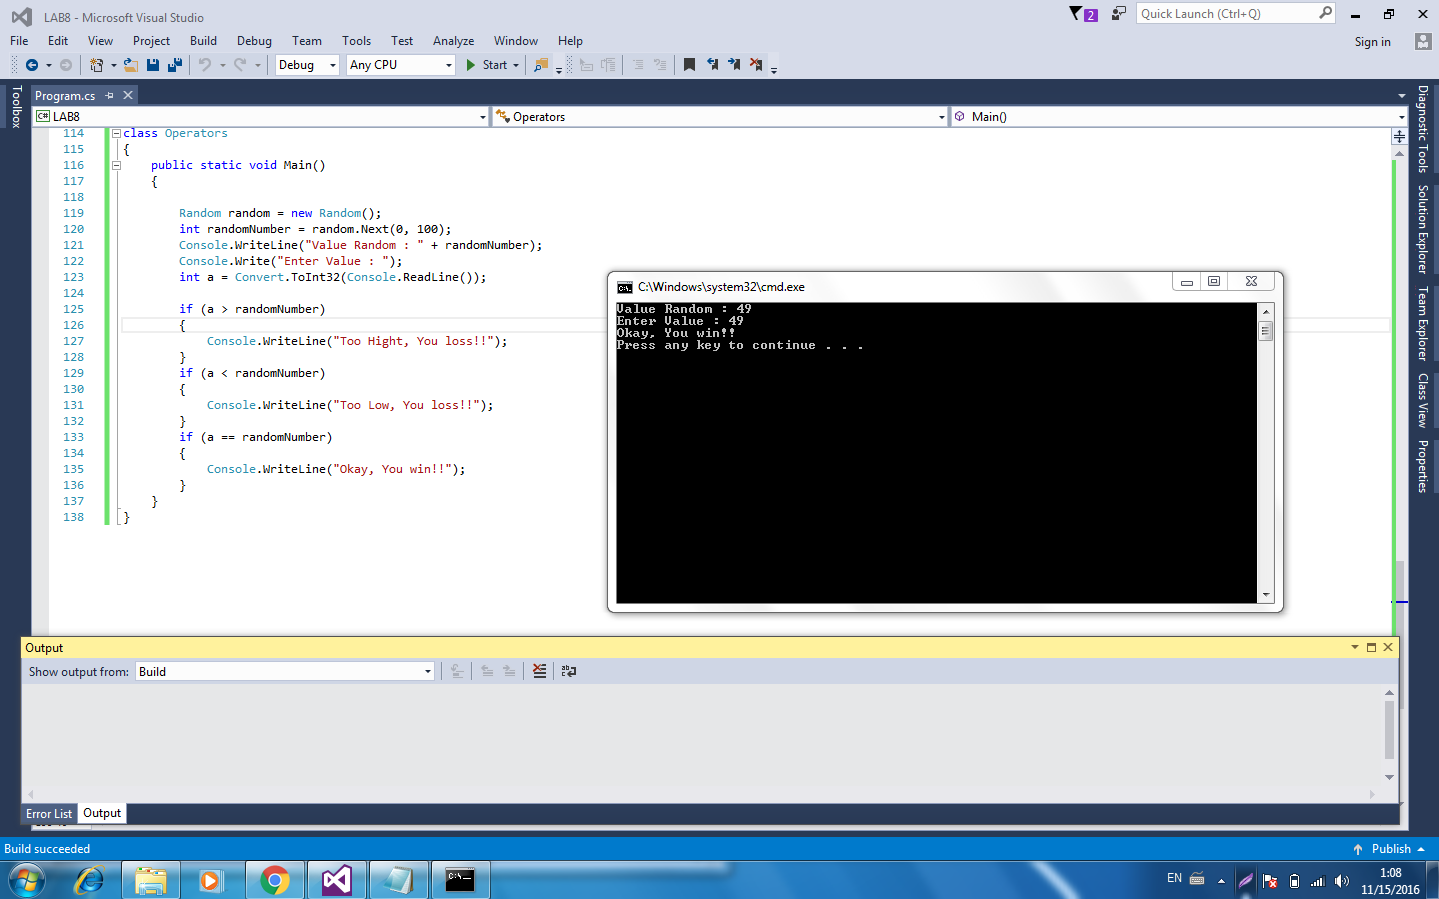 LAB8 - Microsoft Visual Studio
2
Quick Launch (Ctrl+Q)
File Edit View Project Build Debug Team Tools Test Analyze Window Help
Sign in
Debug Any CPU Start
Toolbox
Program.cs
C# LAB8 Operators Main()
114 class Operators
115 {
116 public static void Main()
117 {
118
119 Random random = new Random();
120 int randomNumber = random.Next(0, 100);
121 Console.WriteLine("Value Random : " + randomNumber);
122 Console.Write("Enter Value : ");
123 int a = Convert.ToInt32(Console.ReadLine());
124
125 if (a > randomNumber)
126 {
127 Console.WriteLine("Too Hight, You loss!!");
128 }
129 if (a < randomNumber)
130 {
131 Console.WriteLine("Too Low, You loss!!");
132 }
133 if (a == randomNumber)
134 {
135 Console.WriteLine("Okay, You win!!");
136 }
137 }
138 }
C:\Windows\system32\cmd.exe
Value Random : 49
Enter Value : 49
Okay, You win!!
Press any key to continue . . .
Diagnostic Tools
Solution Explorer
Team Explorer
Class View
Properties
Output
Show output from: Build
Error List Output
Build succeeded
Publish
EN
1:08
11/15/2016